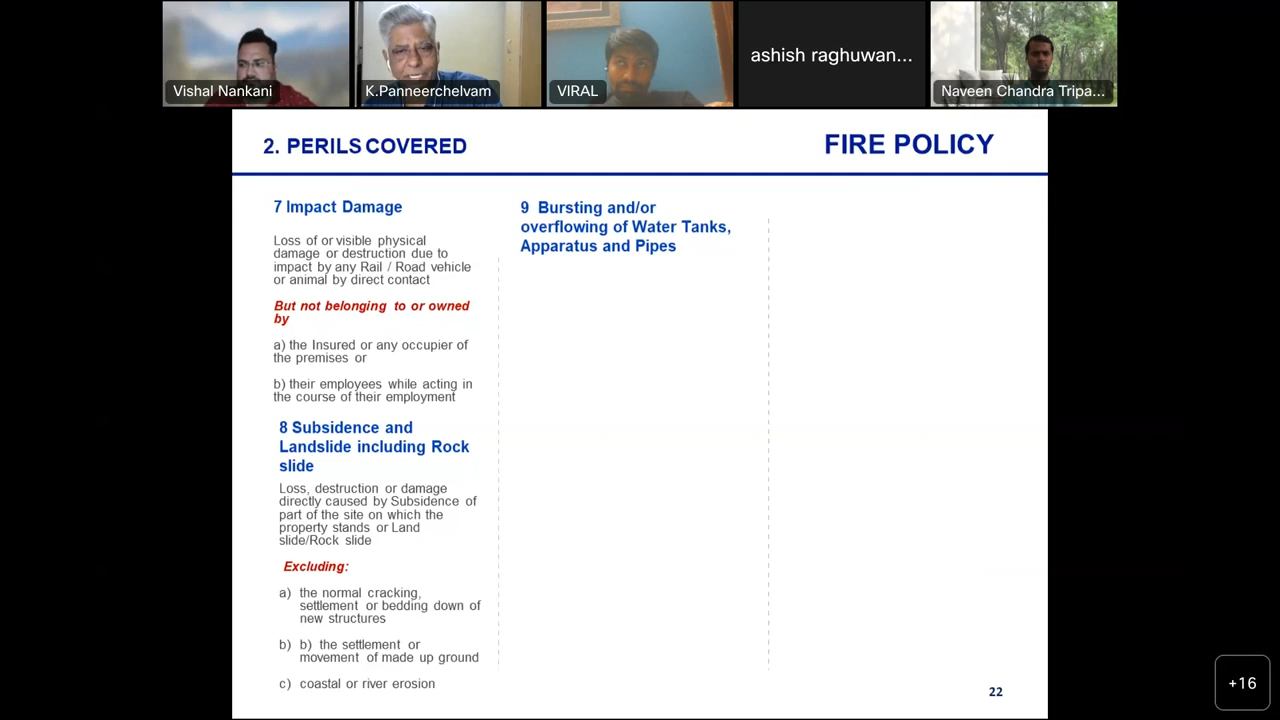 Vishal Nankani
K.Panneerchelvam
VIRAL
ashish raghuwan...
Naveen Chandra Tripa...
2. PERILS COVERED
FIRE POLICY
7 Impact Damage
Loss of or visible physical
damage or destruction due to
impact by any Rail / Road vehicle
or animal by direct contact
But not belonging to or owned
by
a) the Insured or any occupier of
the premises or
b) their employees while acting in
the course of their employment
8 Subsidence and
Landslide including Rock
slide
Loss, destruction or damage
directly caused by Subsidence of
part of the site on which the
property stands or Land
slide/Rock slide
Excluding:
a) the normal cracking,
settlement or bedding down of
new structures
b) b) the settlement or
movement of made up ground
c) coastal or river erosion
9 Bursting and/or
overflowing of Water Tanks,
Apparatus and Pipes
22
+16